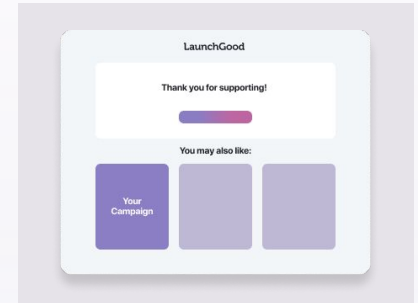 LaunchGood
Thank you for supporting!
You may also like:
Your
Campaign